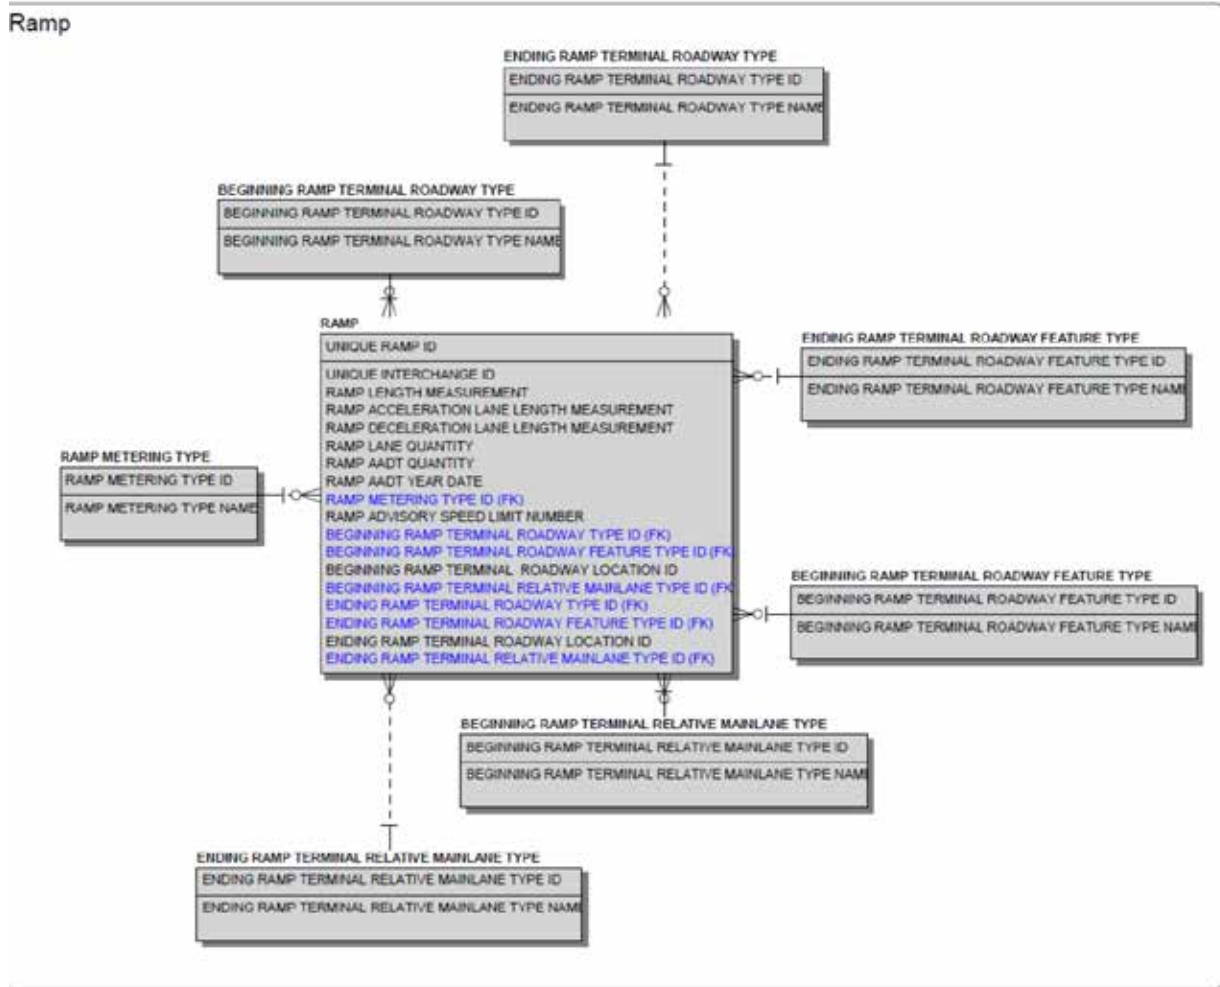 Ramp
ENDING RAMP TERMINAL ROADWAY TYPE
ENDING RAMP TERMINAL ROADWAY TYPE ID
ENDING RAMP TERMINAL ROADWAY TYPE NAME
BEGINNING RAMP TERMINAL ROADWAY TYPE
BEGINNING RAMP TERMINAL ROADWAY TYPE ID
BEGINNING RAMP TERMINAL ROADWAY TYPE NAME
RAMP
UNIQUE RAMP ID
UNIQUE INTERCHANGE ID
RAMP LENGTH MEASUREMENT
RAMP ACCELERATION LANE LENGTH MEASUREMENT
RAMP DECELERATION LANE LENGTH MEASUREMENT
RAMP LANE QUANTITY
RAMP AADT QUANTITY
RAMP AADT YEAR DATE
RAMP METERING TYPE ID (FK)
RAMP ADVISORY SPEED LIMIT NUMBER
BEGINNING RAMP TERMINAL ROADWAY TYPE ID (FK)
BEGINNING RAMP TERMINAL ROADWAY FEATURE TYPE ID (FK
BEGINNING RAMP TERMINAL ROADWAY LOCATION ID
BEGINNING RAMP TERMINAL RELATIVE MAINLANE TYPE ID (FK
ENDING RAMP TERMINAL ROADWAY TYPE ID (FK)
ENDING RAMP TERMINAL ROADWAY FEATURE TYPE ID (FK)
ENDING RAMP TERMINAL ROADWAY LOCATION ID
ENDING RAMP TERMINAL RELATIVE MAINLANE TYPE ID (FK)
ENDING RAMP TERMINAL ROADWAY FEATURE TYPE
ENDING RAMP TERMINAL ROADWAY FEATURE TYPE ID
ENDING RAMP TERMINAL ROADWAY FEATURE TYPE NAME
RAMP METERING TYPE
RAMP METERING TYPE ID
RAMP METERING TYPE NAME
BEGINNING RAMP TERMINAL ROADWAY FEATURE TYPE
BEGINNING RAMP TERMINAL ROADWAY FEATURE TYPE ID
BEGINNING RAMP TERMINAL ROADWAY FEATURE TYPE NAME
BEGINNING RAMP TERMINAL RELATIVE MAINLANE TYPE
BEGINNING RAMP TERMINAL RELATIVE MAINLANE TYPE ID
BEGINNING RAMP TERMINAL RELATIVE MAINLANE TYPE NAME
ENDING RAMP TERMINAL RELATIVE MAINLANE TYPE
ENDING RAMP TERMINAL RELATIVE MAINLANE TYPE ID
ENDING RAMP TERMINAL RELATIVE MAINLANE TYPE NAME